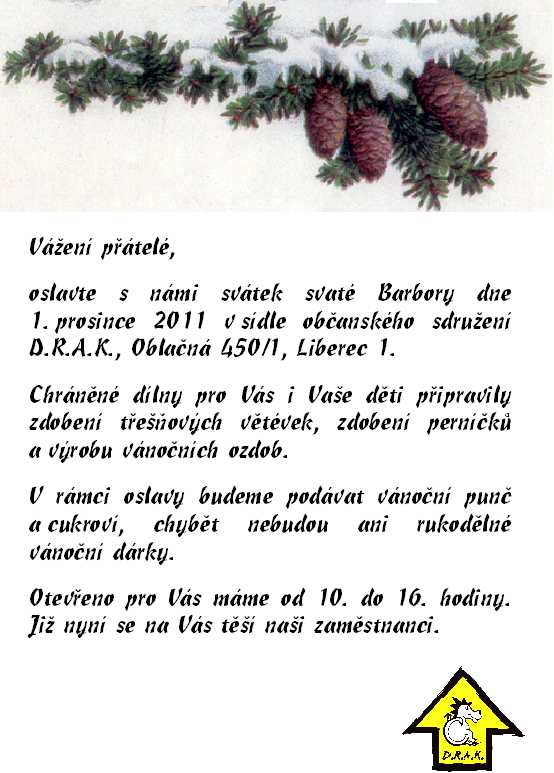 Vážení přátelé,
oslavte s námi svátek svaté Barbory dne
1. prosince 2011 v sídle občanského sdružení
D.R.A.K., Oblačná 450/1, Liberec 1.
Chráněné dílny pro Vás i Vaše děti připravily
zdobení třešňových větévek, zdobení perníčků
a výrobu vánočních ozdob.
V rámci oslavy budeme podávat vánoční punč
a cukroví, chybět nebudou ani rukodělné
vánoční dárky.
Otevřeno pro Vás máme od 10. do 16. hodiny.
Již nyní se na Vás těší naši zaměstnanci.
D.R.A.K.